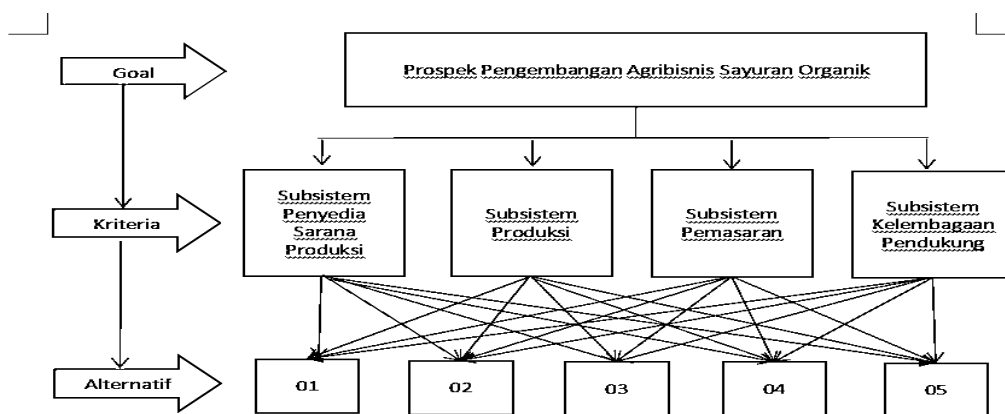 Goal
Prospek Pengembangan Agribisnis Sayuran Organik
Kriteria
Subsistem
Penyedia
Sarana
Produksi
Subsistem
Produksi
Subsistem
Pemasaran
Subsistem
Kelembagaan
Pendukung
Alternatif
01
02
03
04
05